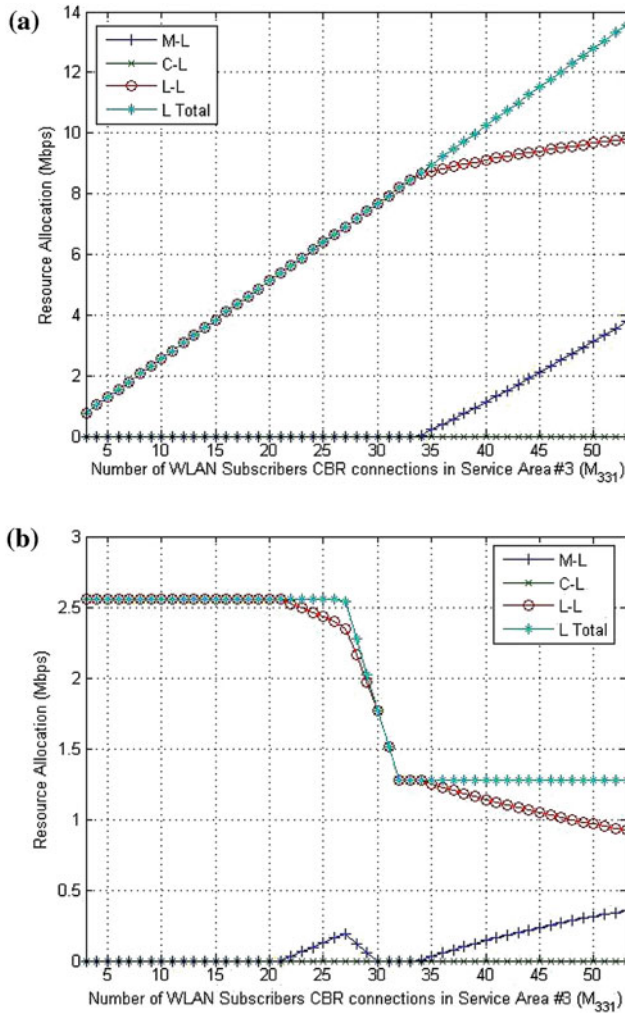 (a)
14
12
10
8
6
4
2
0
Resource Allocation (Mbps)
M-L
C-L
L-L
L Total
5 10 15 20 25 30 35 40 45 50
Number of WLAN Subscribers CBR connections in Service Area #3 (M331)
(b)
3
2.5
2
1.5
1
0.5
0
Resource Allocation (Mbps)
M-L
C-L
L-L
L Total
5 10 15 20 25 30 35 40 45 50
Number of WLAN Subscribers CBR connections in Service Area #3 (M331)